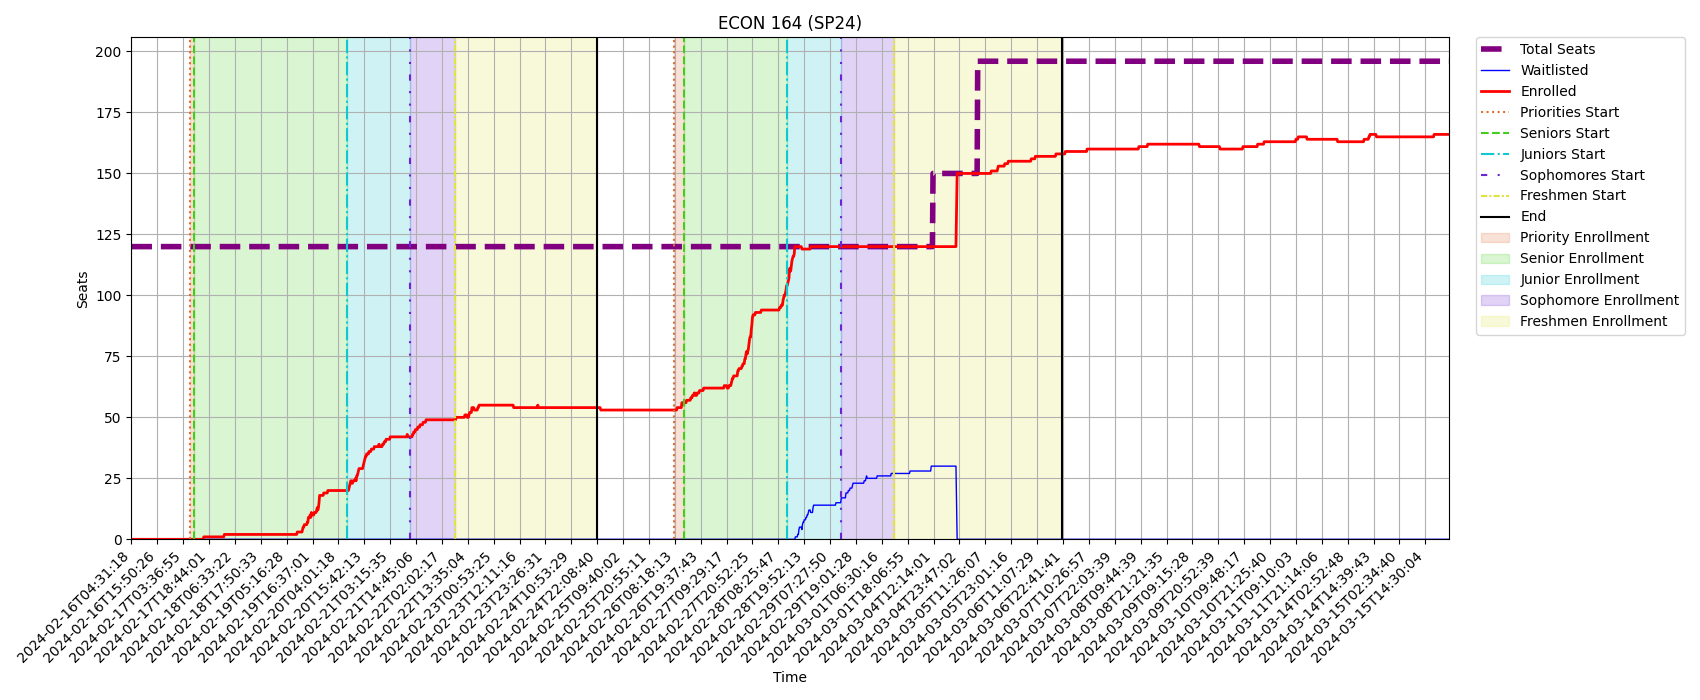 ECON 164 (SP24)
Seats
200
175
150
125
100
75
50
25
0
2024-02-16T04:31:18
2024-02-16T15:50:26
2024-02-17T03:36:55
2024-02-17T18:44:01
2024-02-18T06:33:22
2024-02-18T17:50:33
2024-02-19T05:16:28
2024-02-19T16:37:01
2024-02-20T04:01:18
2024-02-20T15:42:13
2024-02-21T03:15:35
2024-02-21T14:45:06
2024-02-22T02:02:17
2024-02-22T13:35:04
2024-02-23T00:53:25
2024-02-23T12:11:16
2024-02-23T23:26:31
2024-02-24T10:53:29
2024-02-24T22:08:40
2024-02-25T09:40:02
2024-02-25T20:55:11
2024-02-26T08:18:13
2024-02-26T19:37:43
2024-02-27T09:29:17
2024-02-27T20:52:25
2024-02-28T08:25:47
2024-02-28T19:52:13
2024-02-29T07:27:50
2024-02-29T19:01:28
2024-03-01T06:30:16
2024-03-01T18:06:55
2024-03-04T12:14:01
2024-03-04T23:47:02
2024-03-05T11:26:07
2024-03-05T23:01:16
2024-03-06T11:07:29
2024-03-06T22:41:41
2024-03-07T10:26:57
2024-03-07T22:03:39
2024-03-08T09:44:39
2024-03-08T21:21:35
2024-03-09T09:15:28
2024-03-09T20:52:39
2024-03-10T09:48:17
2024-03-10T21:25:40
2024-03-11T09:10:03
2024-03-11T21:14:06
2024-03-14T02:52:48
2024-03-14T14:39:43
2024-03-15T02:34:40
2024-03-15T14:30:04
Time
Total Seats
Waitlisted
Enrolled
Priorities Start
Seniors Start
Juniors Start
Sophomores Start
Freshmen Start
End
Priority Enrollment
Senior Enrollment
Junior Enrollment
Sophomore Enrollment
Freshmen Enrollment